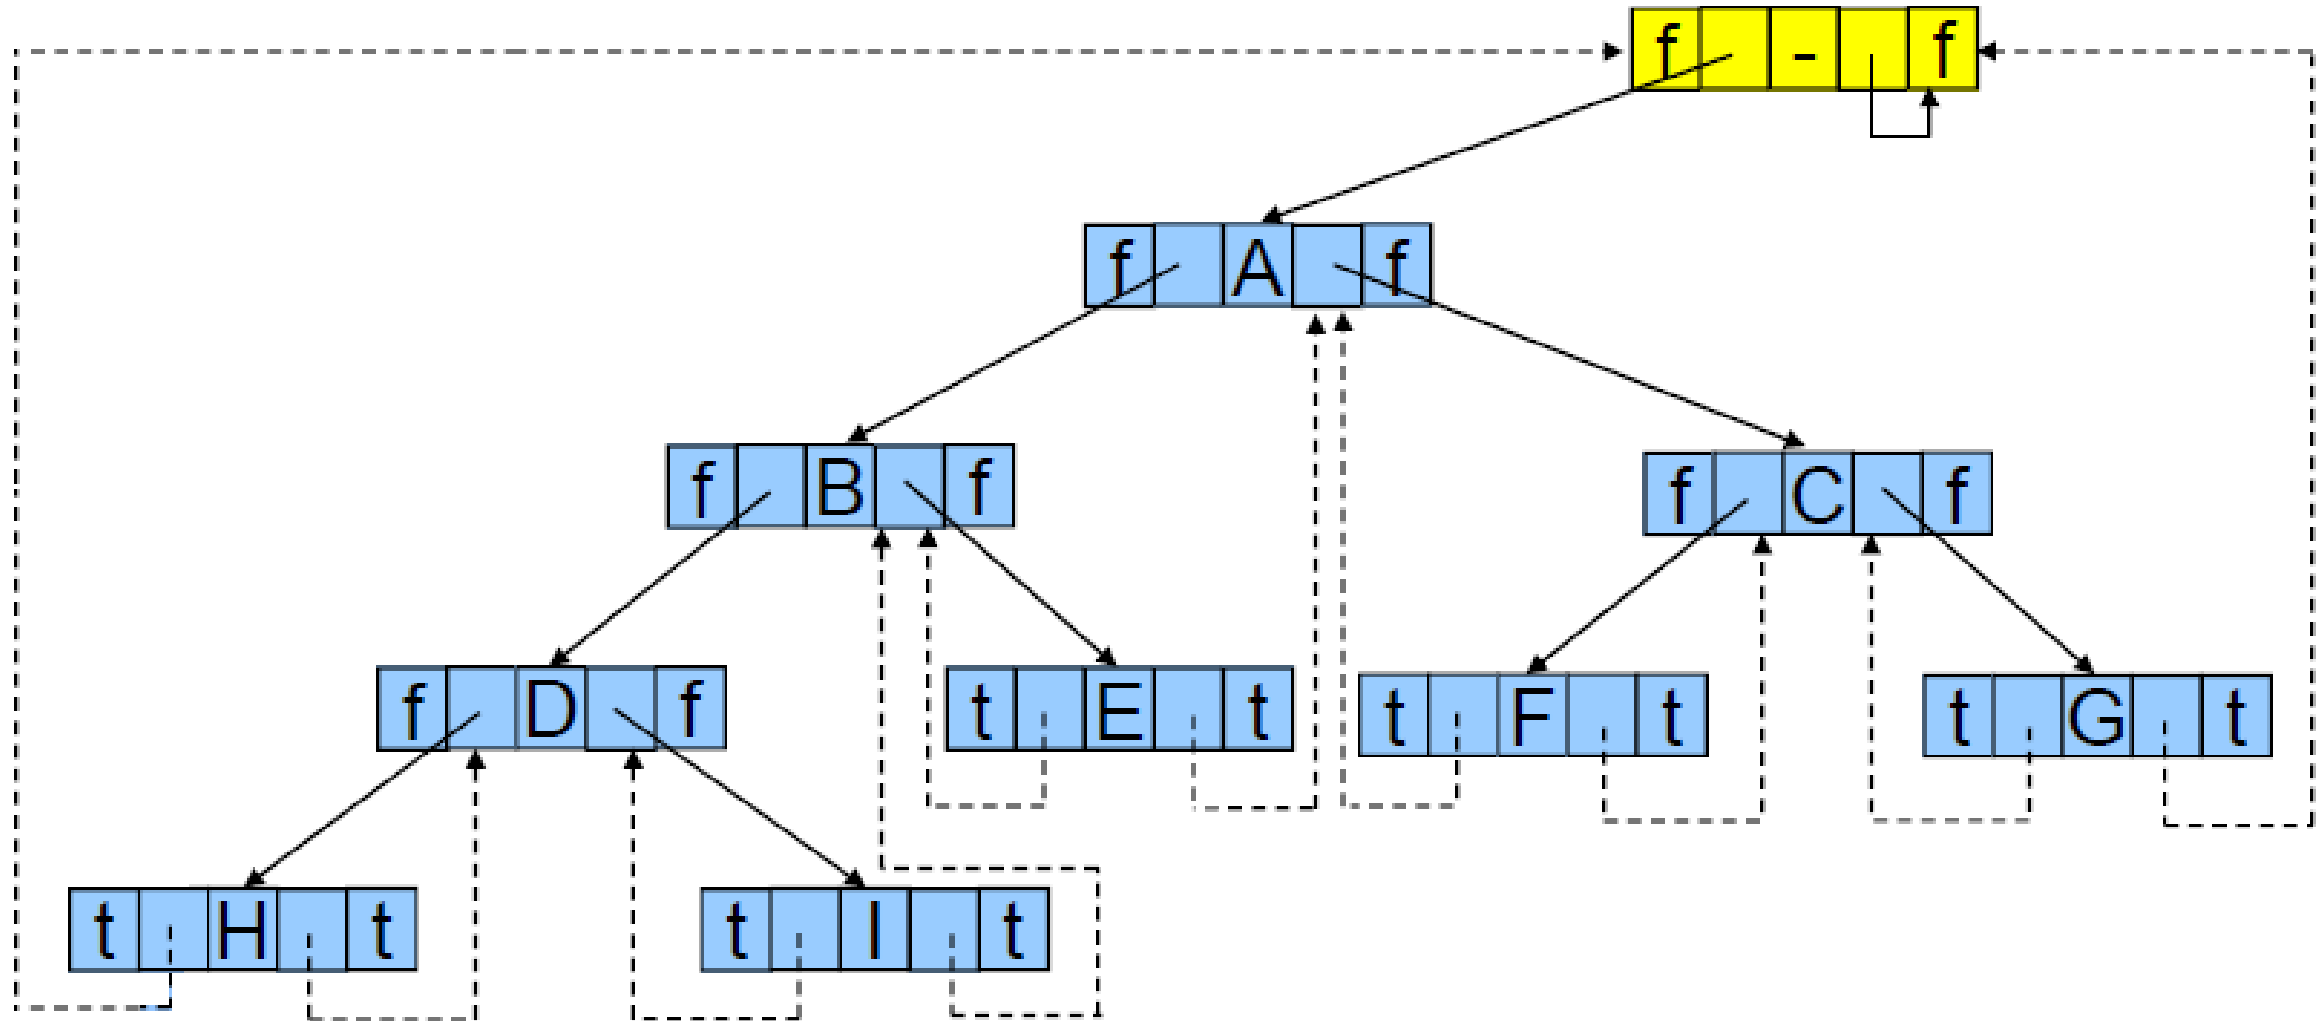 f - f
f A f
f B f
f C f
f D f
t E t
t F t
t G t
t H t
t I t